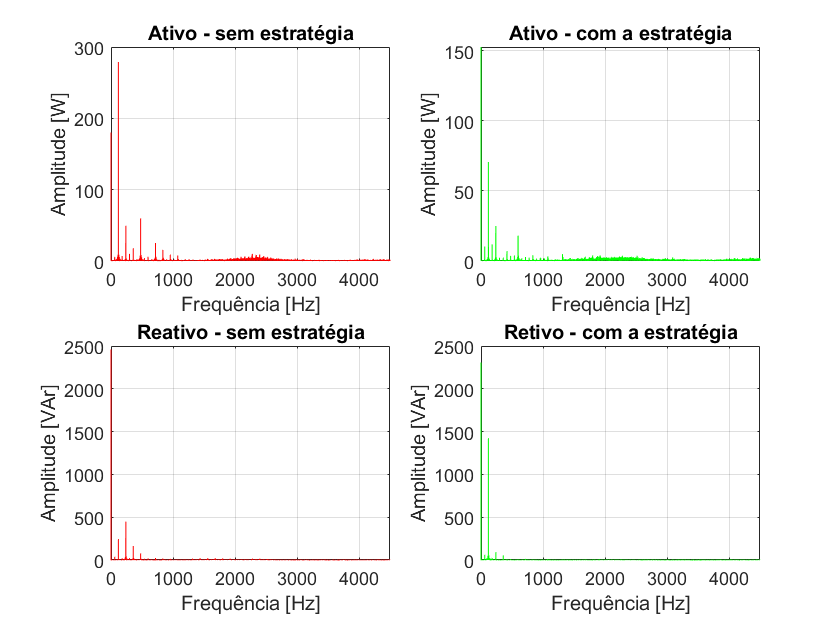 Ativo - sem estratégia
Amplitude [W]
300
200
100
0
0 1000 2000 3000 4000
Frequência [Hz]
Ativo - com a estratégia
Amplitude [W]
150
100
50
0
0 1000 2000 3000 4000
Frequência [Hz]
Reativo - sem estratégia
Amplitude [VAr]
2500
2000
1500
1000
500
0
0 1000 2000 3000 4000
Frequência [Hz]
Retivo - com a estratégia
Amplitude [VAr]
2500
2000
1500
1000
500
0
0 1000 2000 3000 4000
Frequência [Hz]